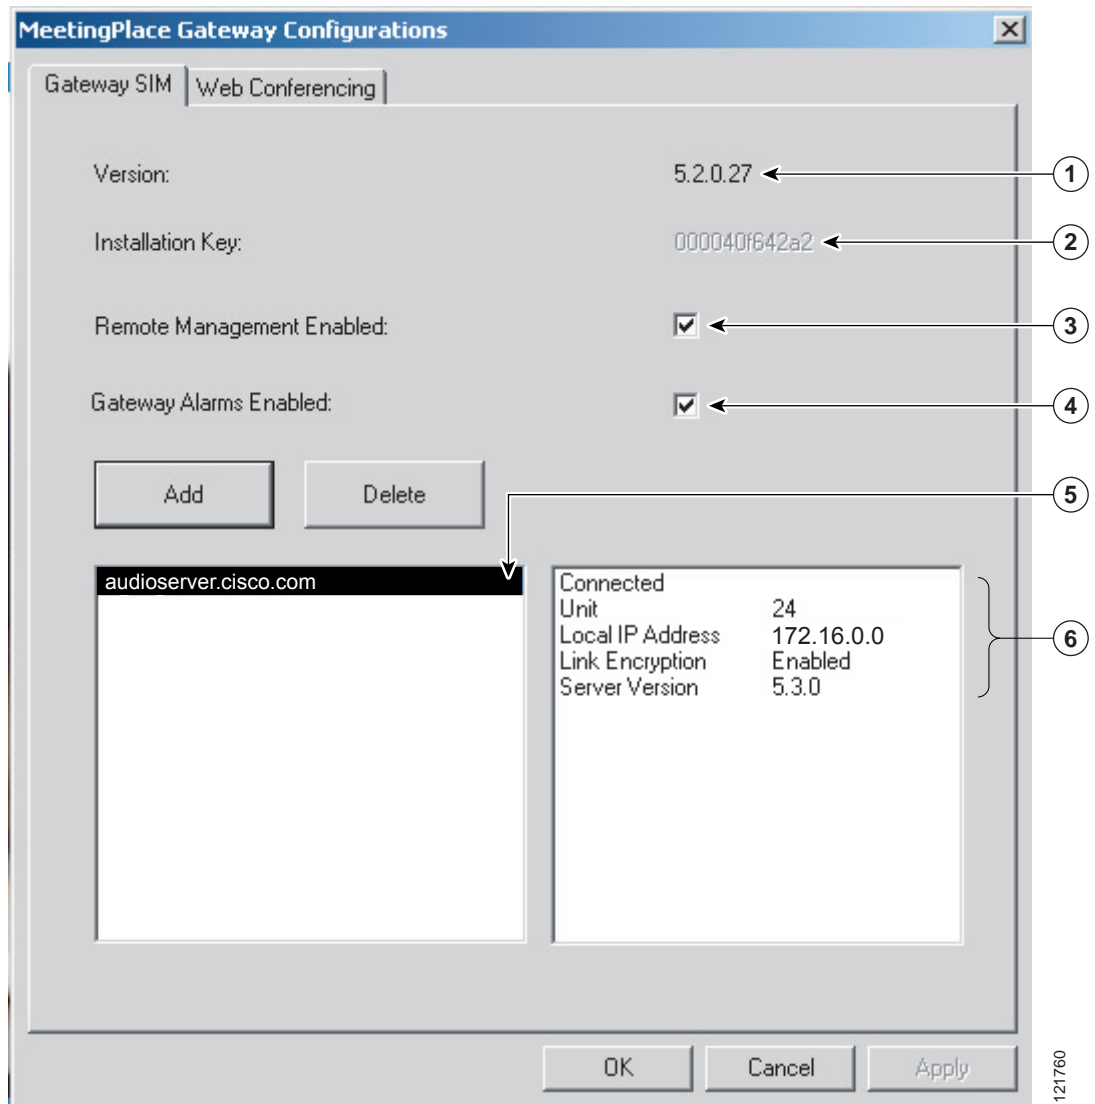 MeetingPlace Gateway Configurations
Gateway SIM Web Conferencing
Version: 5.2.0.27 1
Installation Key: 000040f642a2 2
Remote Management Enabled: 3
Gateway Alarms Enabled: 4
Add Delete 5
audioserver.cisco.com
Connected
Unit 24
Local IP Address 172.16.0.0 6
Link Encryption Enabled
Server Version 5.3.0
OK Cancel Apply
121760